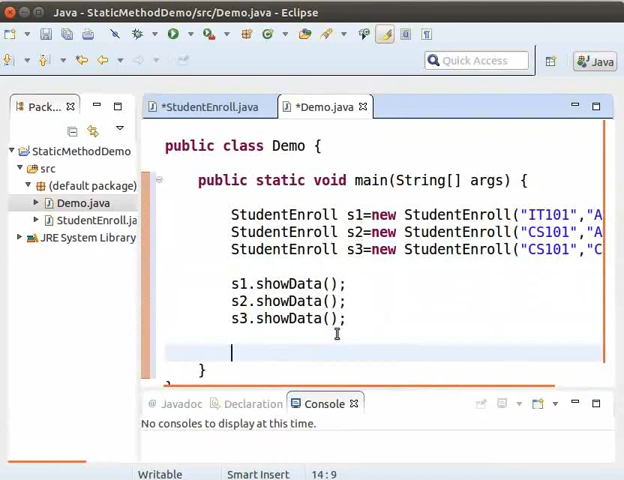 Java - StaticMethodDemo/src/Demo.java - Eclipse
Quick Access
Java
Pack...
*StudentEnroll.java
*Demo.java
StaticMethodDemo
src
(default package)
Demo.java
StudentEnroll.ja
JRE System Library
public class Demo {
public static void main(String[] args) {
StudentEnroll s1=new StudentEnroll("IT101","A
StudentEnroll s2=new StudentEnroll("CS101","A
StudentEnroll s3=new StudentEnroll("CS101","C
s1.showData();
s2.showData();
s3.showData();
}
}
Javadoc
Declaration
Console
No consoles to display at this time.
Writable
Smart Insert
14:9